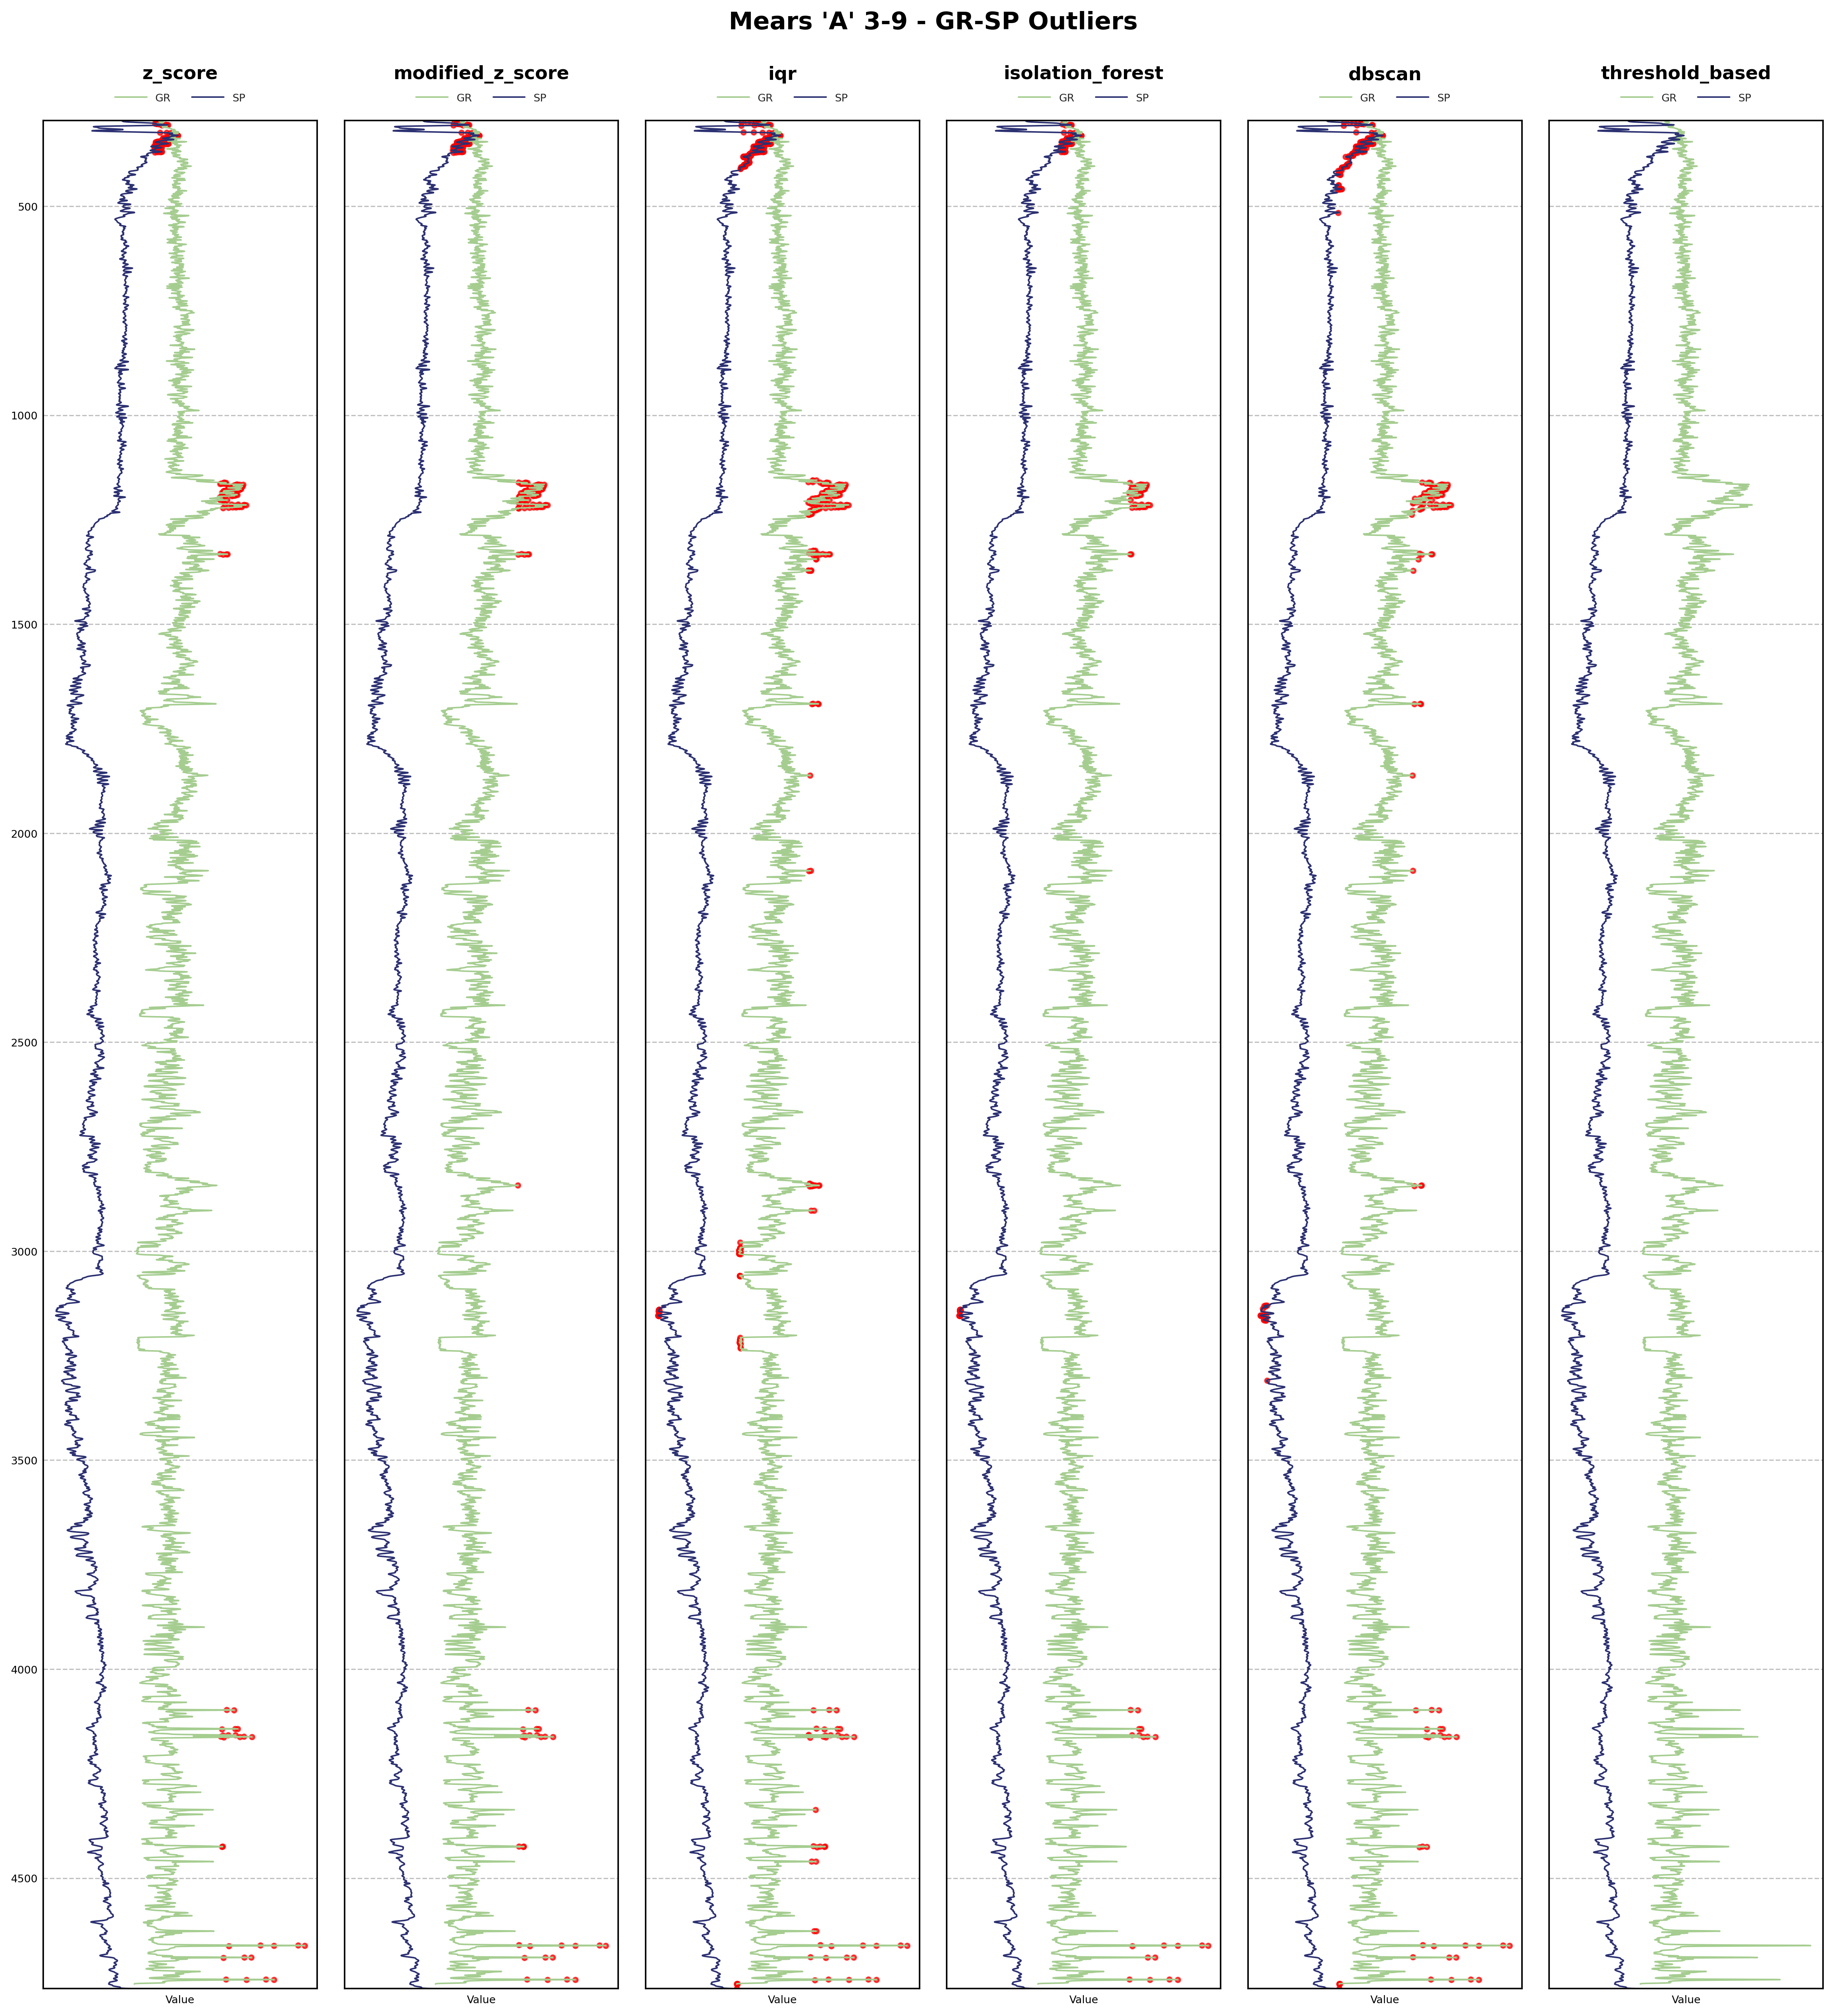 Mears 'A' 3-9 - GR-SP Outliers
z_score modified_z_score iqr isolation_forest dbscan threshold_based
GR SP GR SP GR SP GR SP GR SP GR SP
500
1000
1500
2000
2500
3000
3500
4000
4500
Value Value Value Value Value Value